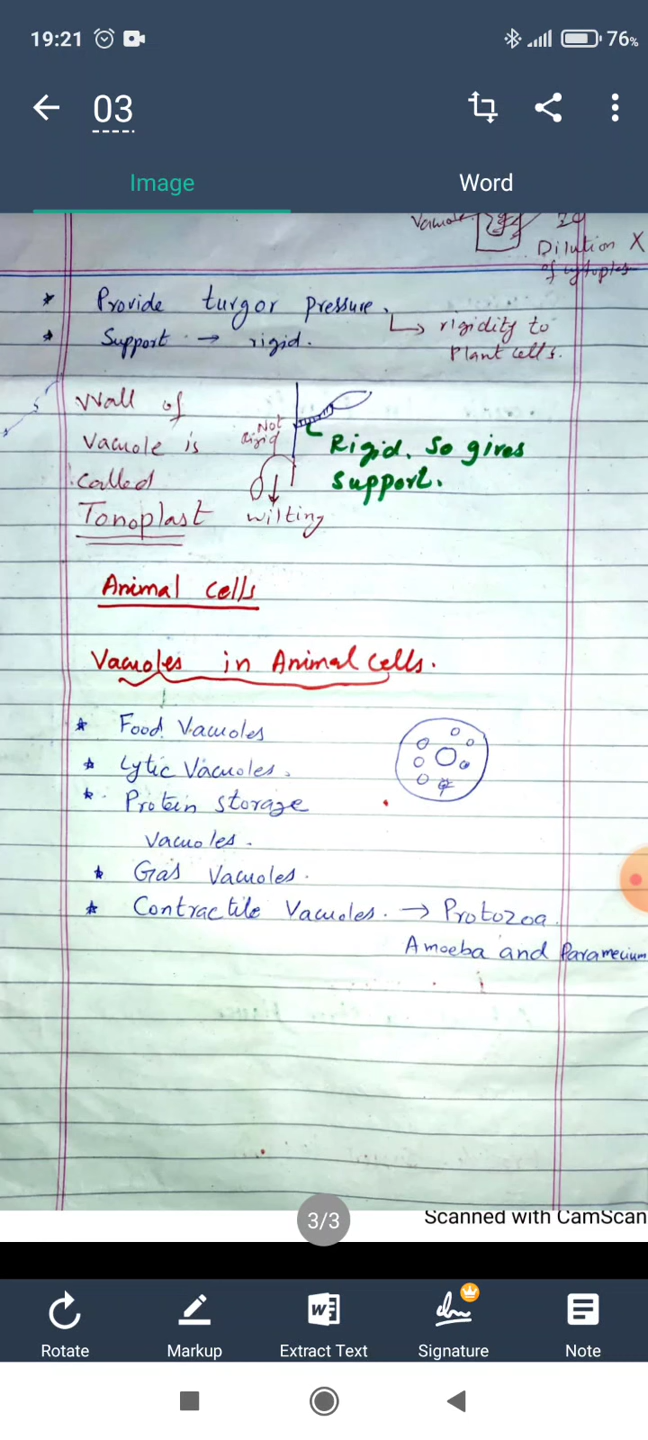 19:21
76%
03
Image
Word
Dilution X
of cytoplas
* Provide turgor pressure.
↳ rigidity to
Plant cells.
* Support → rigid.
Wall of
Vacuole is
called
Tonoplast
Not
Rigid
Rigid. So gives
Support.
wilting
Animal cells
Vacuoles in Animal cells.
* Food Vacuoles
* Lytic Vacuoles.
* Protein storage
Vacuoles.
* Gas Vacuoles.
* Contractile Vacuoles. → Protozoa
Amoeba and Paramecium
3/3
Scanned with CamScan
Rotate
Markup
Extract Text
Signature
Note